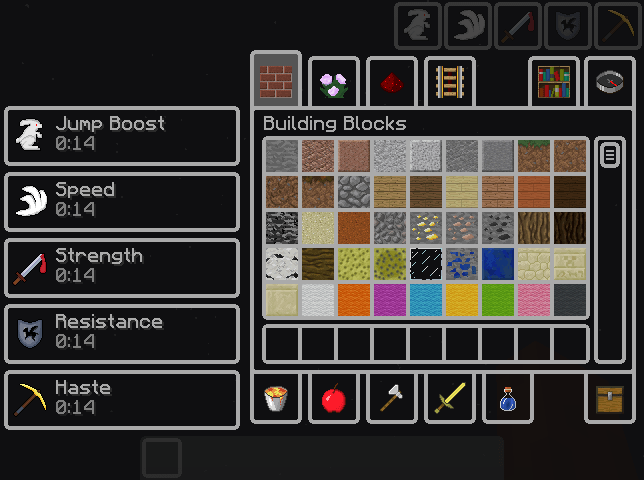 Building Blocks
Jump Boost
0:14
Speed
0:14
Strength
0:14
Resistance
0:14
Haste
0:14